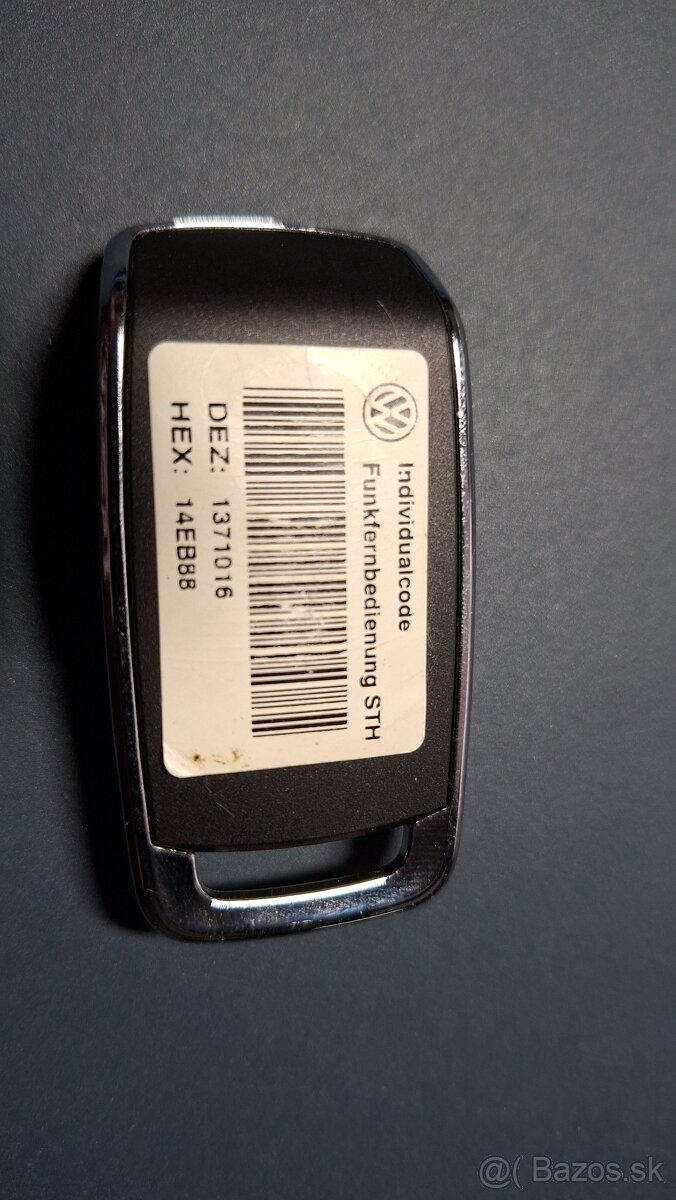 Individualcode
Funkfernbedienung STH
DEZ: 1371016
HEX: 14EB88
@( Bazos.sk